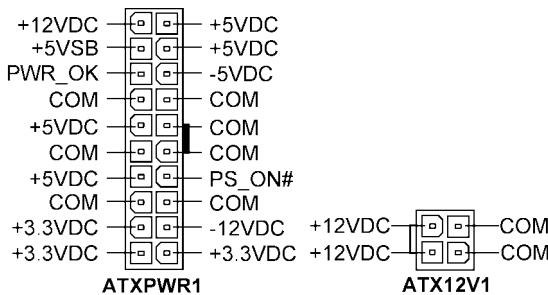 +12VDC +5VDC
+5VSB +5VDC
PWR_OK -5VDC
COM COM
+5VDC COM
COM COM
+5VDC PS_ON#
COM COM
+3.3VDC -12VDC
+3.3VDC +3.3VDC
ATXPWR1
+12VDC COM
+12VDC COM
ATX12V1